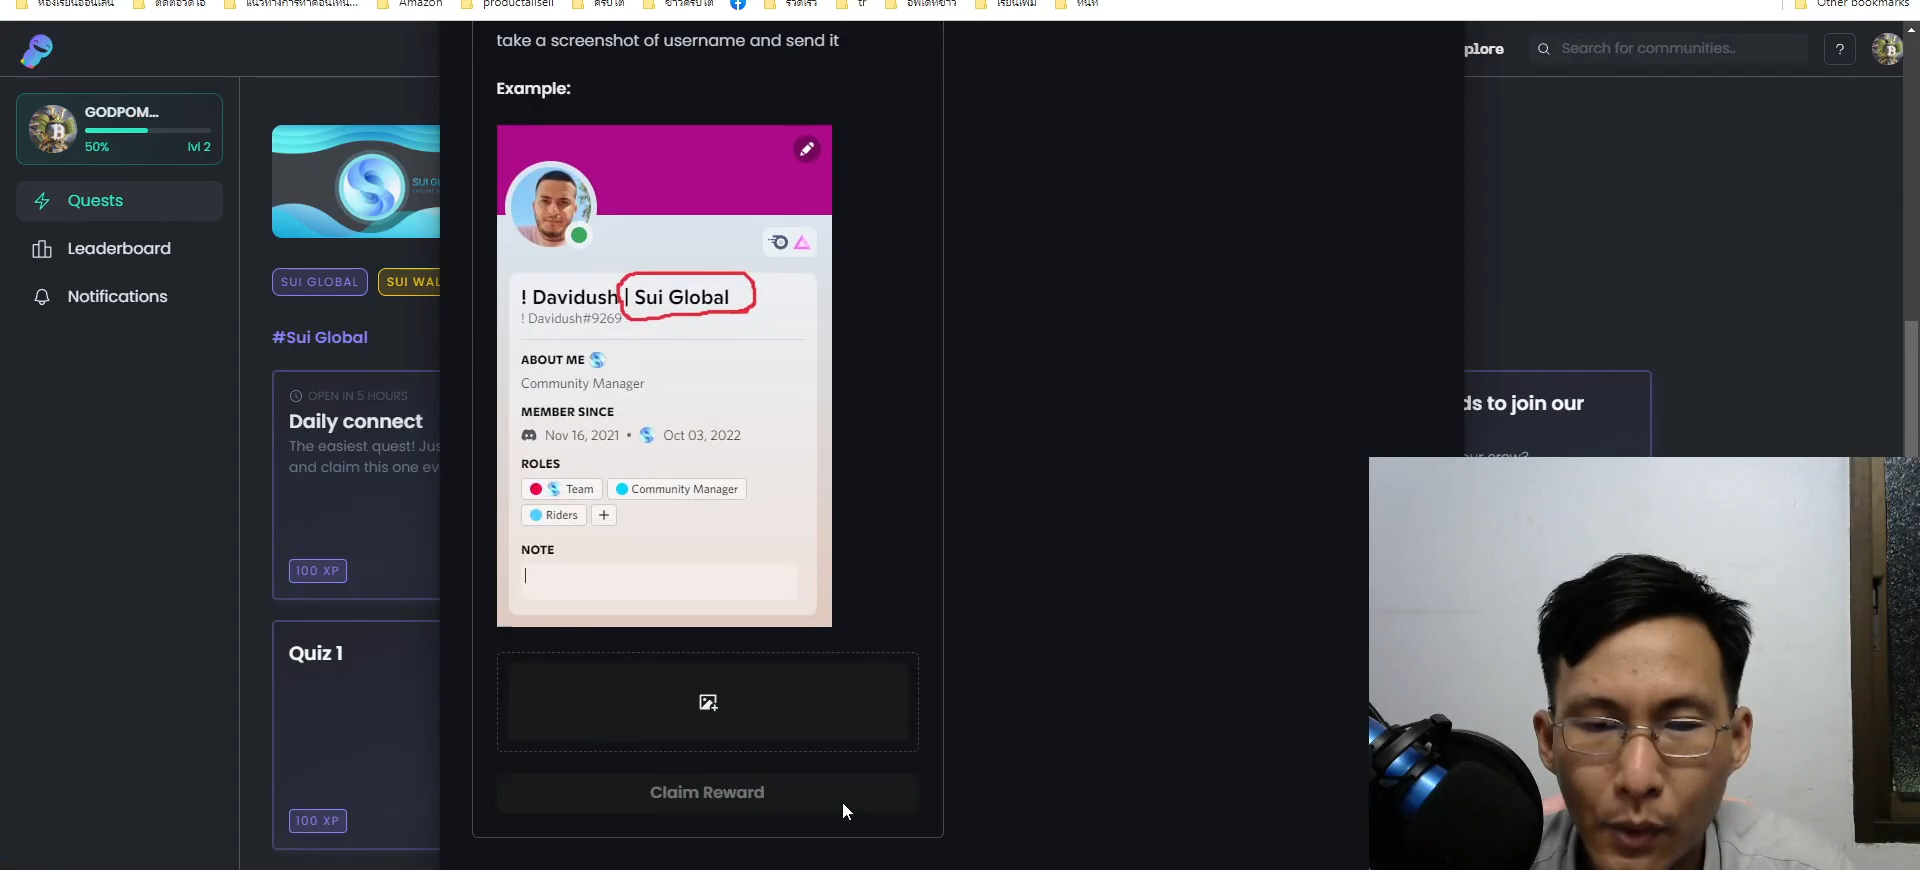 Amazon
productallsell
Other bookmarks
take a screenshot of username and send it
plore
Search for communities..
?
GODPOM...
50%
lvl 2
Example:
Quests
Leaderboard
Notifications
SUI GLOBAL
SUI WAL
#Sui Global
OPEN IN 5 HOURS
Daily connect
The easiest quest! Jus
and claim this one ev
100 XP
Quiz 1
100 XP
! Davidush | Sui Global
! Davidush#9269
ABOUT ME
Community Manager
MEMBER SINCE
Nov 16, 2021 • Oct 03, 2022
ROLES
Team
Community Manager
Riders
+
NOTE
Claim Reward
ds to join our
our crew?